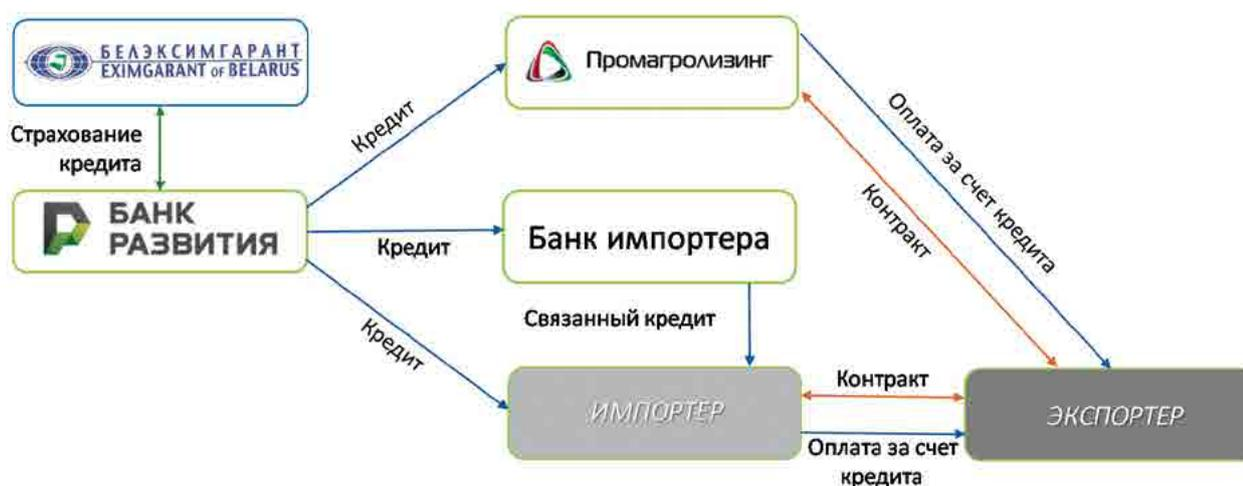 БЕЛЭКСИМГАРАНТ
EXIMGARANT OF BELARUS
Промагролизинг
Страхование
кредита
Кредит
Оплата за счет кредита
Контракт
БАНК
РАЗВИТИЯ
Кредит
Банк импортера
Кредит
Связанный кредит
ИМПОРТЕР
Контракт
Оплата за счет
кредита
ЭКСПОРТЕР